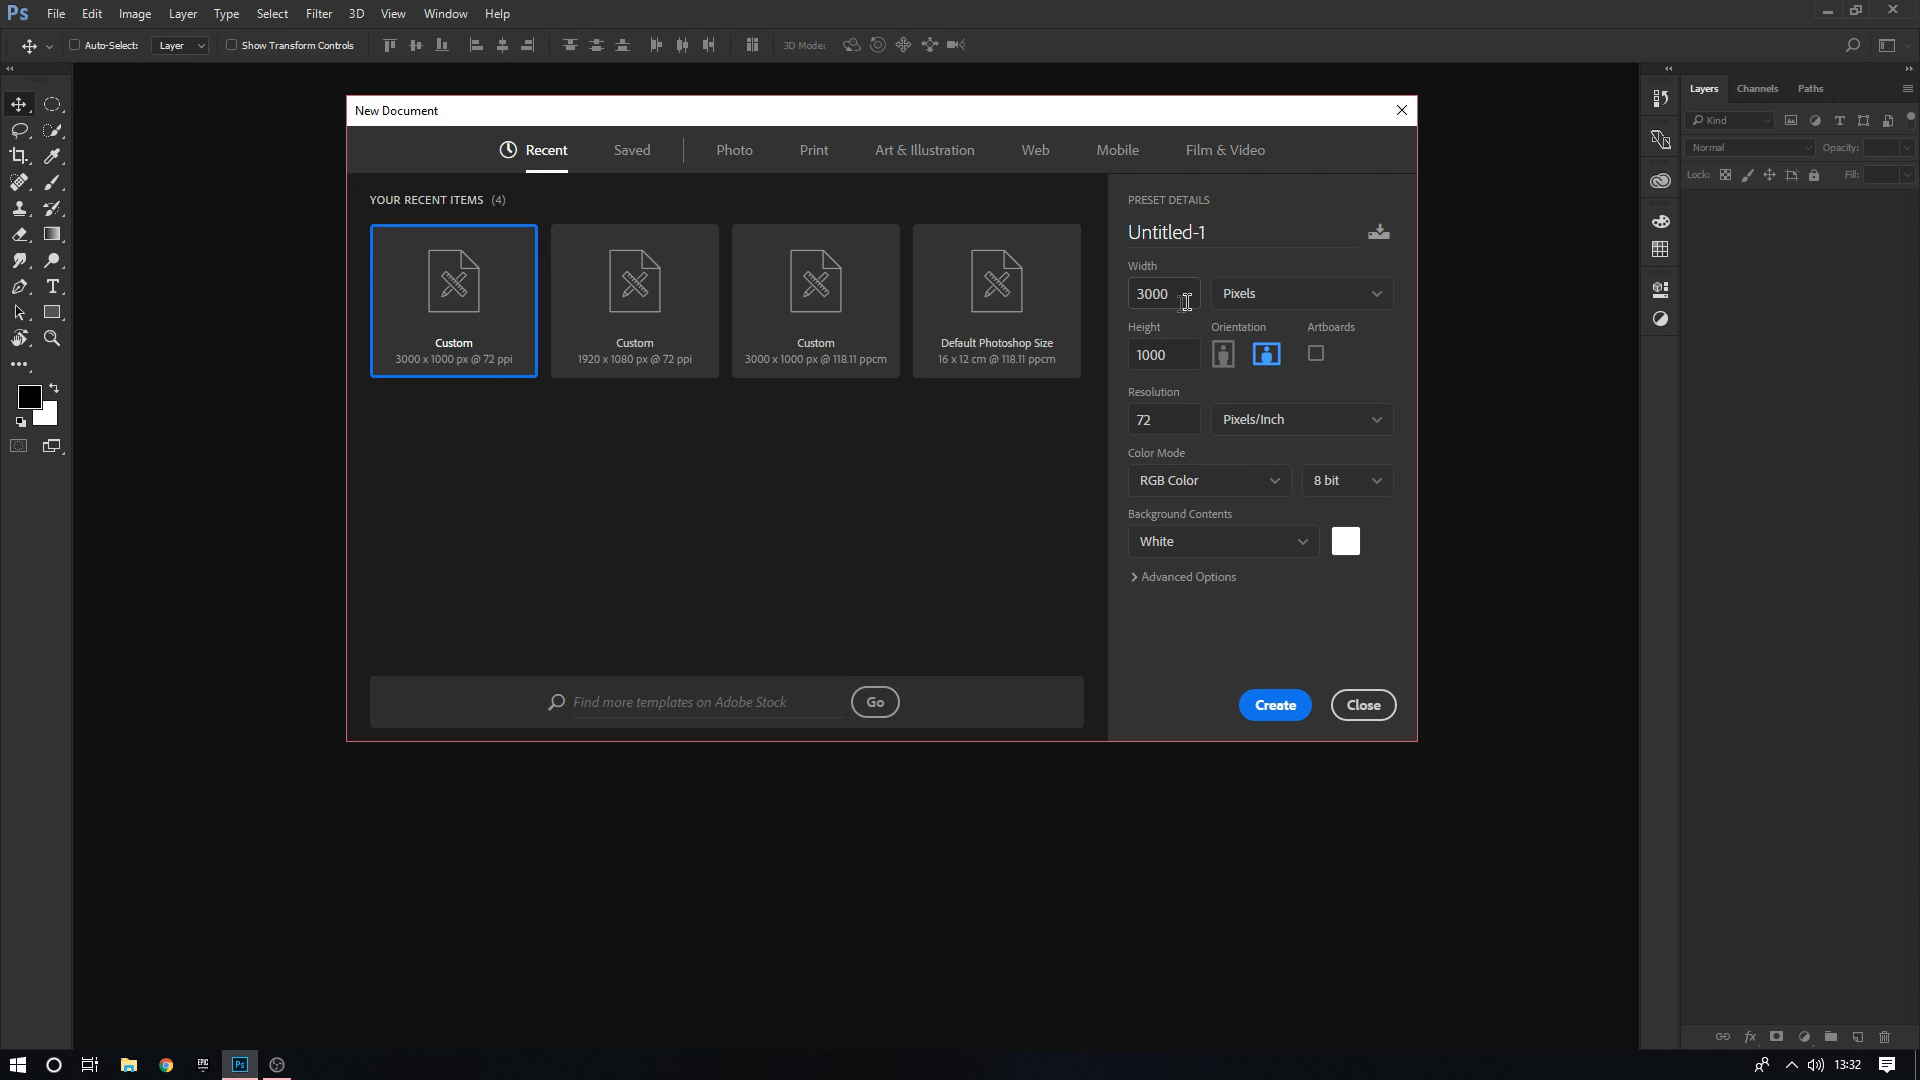 Ps File Edit Image Layer Type Select Filter 3D View Window Help
Auto-Select: Layer Show Transform Controls 3D Mode:
Layers Channels Paths
Kind
Normal Opacity:
Lock: Fill:
New Document
Recent Saved Photo Print Art & Illustration Web Mobile Film & Video
YOUR RECENT ITEMS (4)
Custom
3000 x 1000 px @ 72 ppi
Custom
1920 x 1080 px @ 72 ppi
Custom
3000 x 1000 px @ 118.11 ppcm
Default Photoshop Size
16 x 12 cm @ 118.11 ppcm
Find more templates on Adobe Stock Go
PRESET DETAILS
Untitled-1
Width
3000 Pixels
Height Orientation Artboards
1000
Resolution
72 Pixels/Inch
Color Mode
RGB Color 8 bit
Background Contents
White
Advanced Options
Create Close
fx
EPIC Ps 13:32